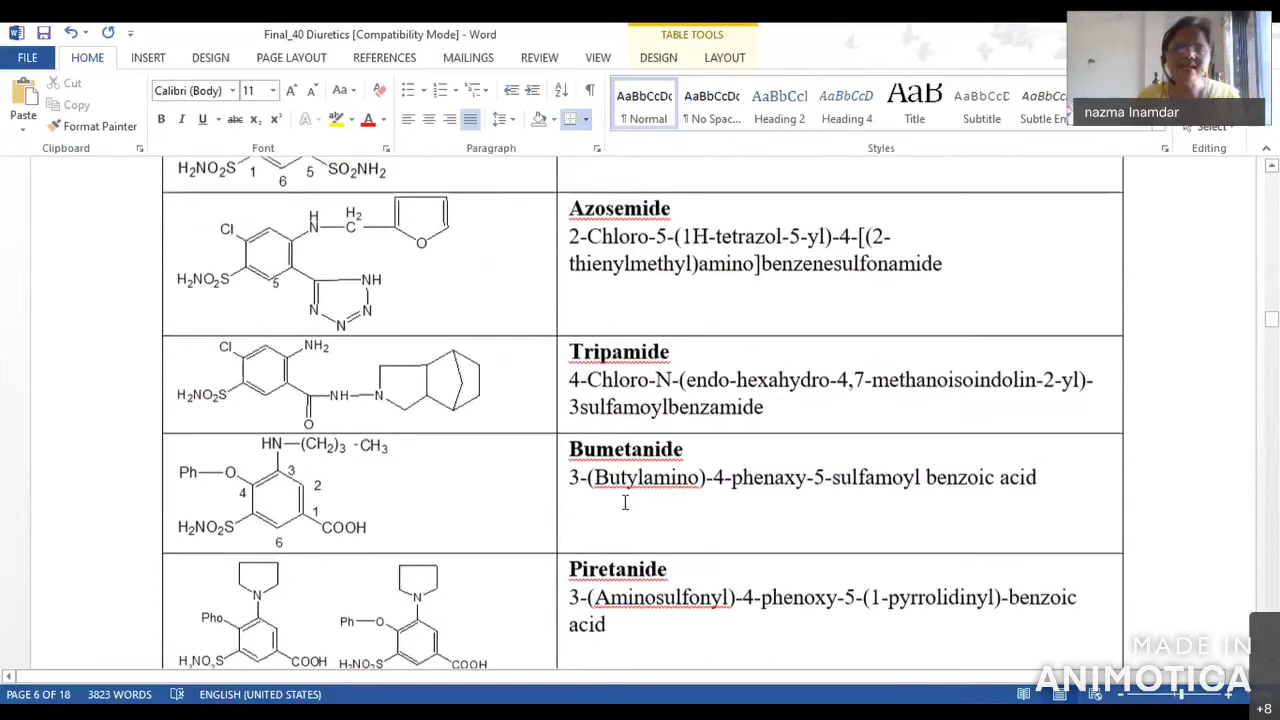 Final_40 Diuretics [Compatibility Mode] - Word
TABLE TOOLS
FILE
HOME
INSERT
DESIGN
PAGE LAYOUT
REFERENCES
MAILINGS
REVIEW
VIEW
DESIGN
LAYOUT
nazma Inamdar
Cut
Copy
Format Painter
Paste
Calibri (Body)
11
AaBbCcDc
¶ Normal
AaBbCcDc
¶ No Spac...
AaBbCcI
Heading 2
AaBbCcDc
Heading 4
AaB
Title
AaBbCcD
Subtitle
AaBbCcDc
Subtle Em
Select
Clipboard
Font
Paragraph
Styles
Editing
H2NO2S 1 5 SO2NH2
6
Cl H N H2 C O
H2NO2S 5 NH N N N
Azosemide
2-Chloro-5-(1H-tetrazol-5-yl)-4-[(2-
thienylmethyl)amino]benzenesulfonamide
Cl NH2
H2NO2S NH N
O
Tripamide
4-Chloro-N-(endo-hexahydro-4,7-methanoisoindolin-2-yl)-
3sulfamoylbenzamide
HN-(CH2)3 -CH3
Ph O 3
4 2
H2NO2S 1 COOH
6
Bumetanide
3-(Butylamino)-4-phenaxy-5-sulfamoyl benzoic acid
N N
Pho Ph O
H2NO2S COOH H2NO2S COOH
Piretanide
3-(Aminosulfonyl)-4-phenoxy-5-(1-pyrrolidinyl)-benzoic
acid
MADE IN
ANIMOTICA
PAGE 6 OF 18
3823 WORDS
ENGLISH (UNITED STATES)
+8